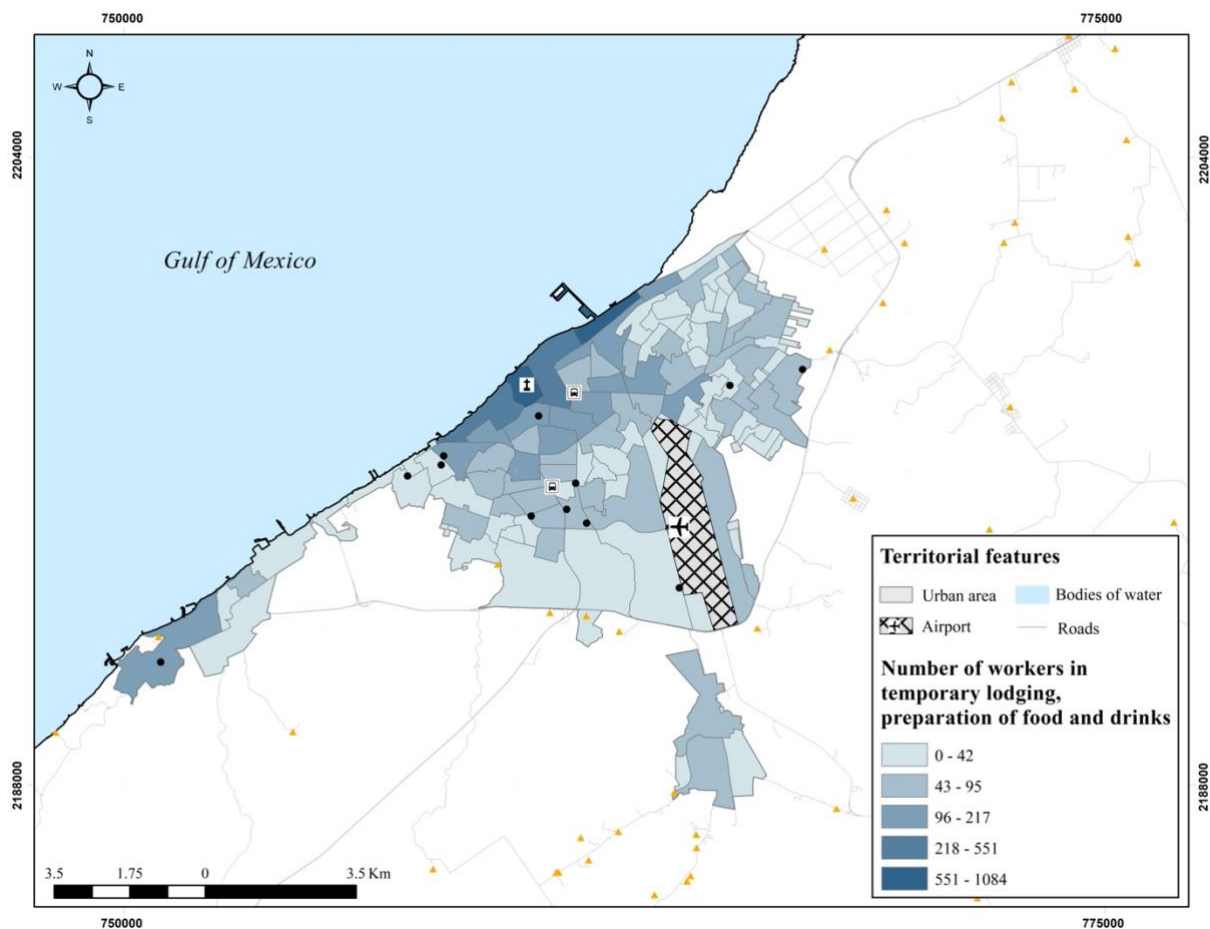 750000
775000
N
W
E
S
2204000
2204000
Gulf of Mexico
Territorial features
Urban area
Bodies of water
Airport
Roads
Number of workers in
temporary lodging,
preparation of food and drinks
0 - 42
43 - 95
96 - 217
218 - 551
551 - 1084
2188000
2188000
3.5
1.75
0
3.5 Km
750000
775000